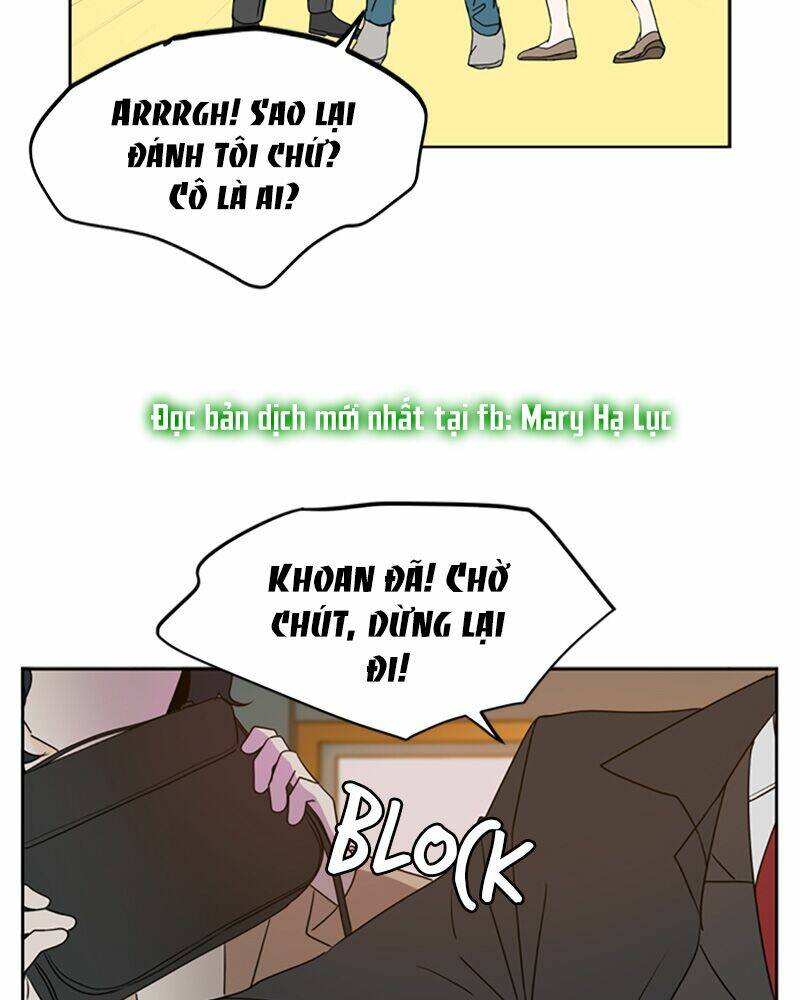 Arrrgh! Sao lại
đánh tôi chứ?
Cô là ai?
Đọc bản dịch mới nhất tại fb: Mary Hạ Lục
Khoan đã! Chờ
chút, dừng lại
đi!
BLOCK